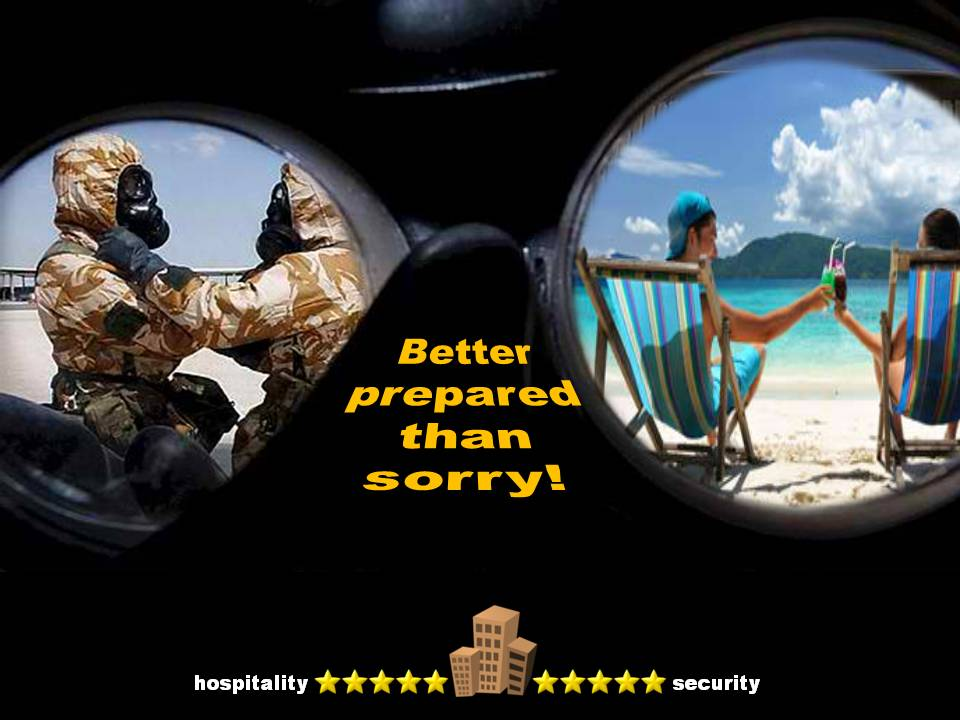 Better
prepared
than
sorry!
hospitality security